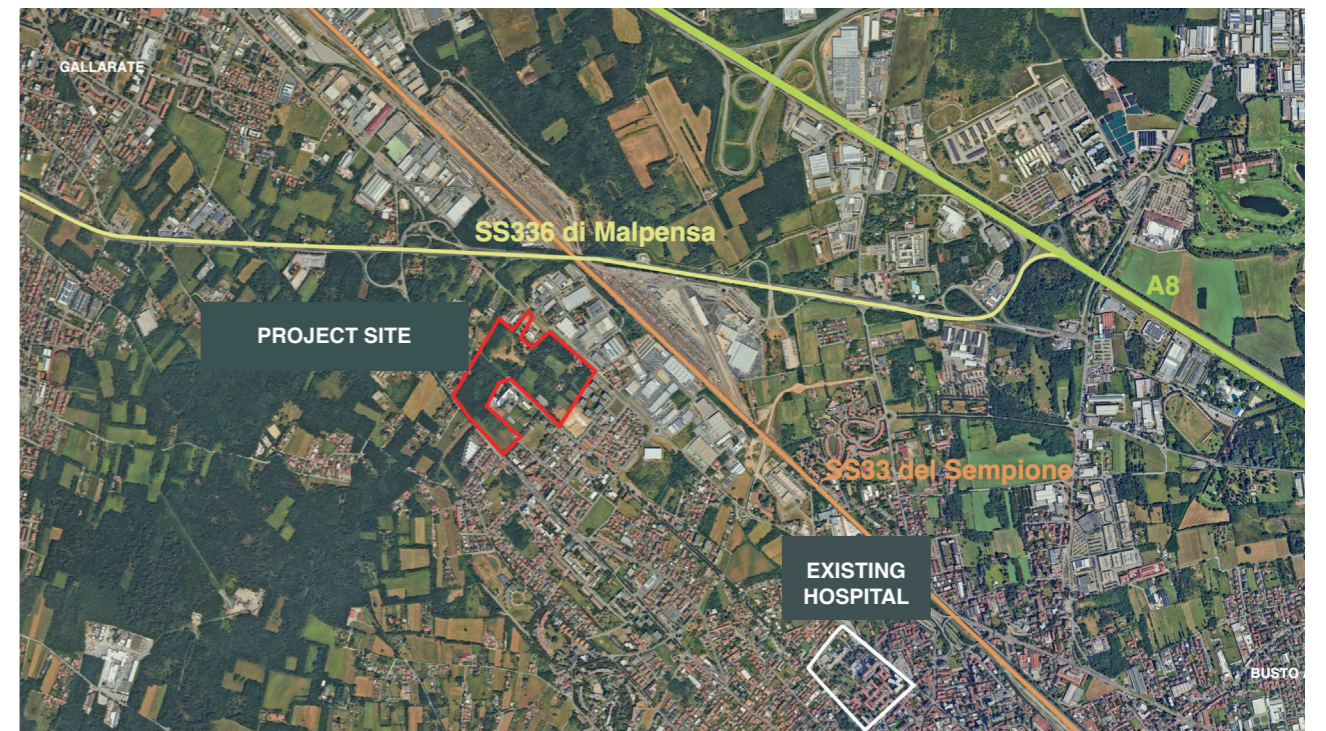 GALLARATE
SS336 di Malpensa
A8
PROJECT SITE
SS33 del Sempione
EXISTING
HOSPITAL
BUSTO A